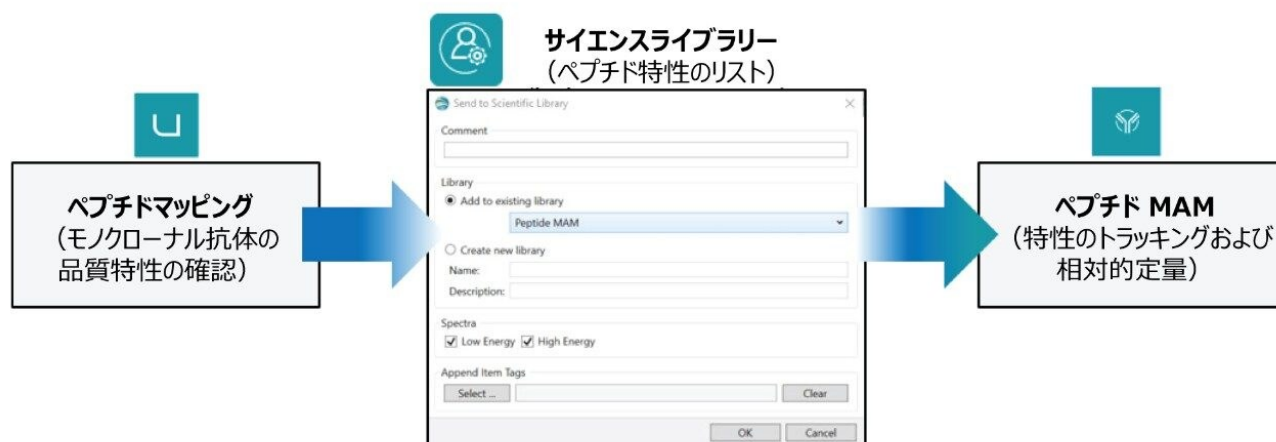 サイエンスライブラリー
（ペプチド特性のリスト）
ペプチドマッピング
（モノクローナル抗体の
品質特性の確認）
Send to Scientific Library
Comment
Library
Add to existing library
Peptide MAM
Create new library
Name:
Description:
Spectra
Low Energy High Energy
Append Item Tags
Select ... Clear
OK Cancel
ペプチド MAM
（特性のトラッキングおよび
相対的定量）